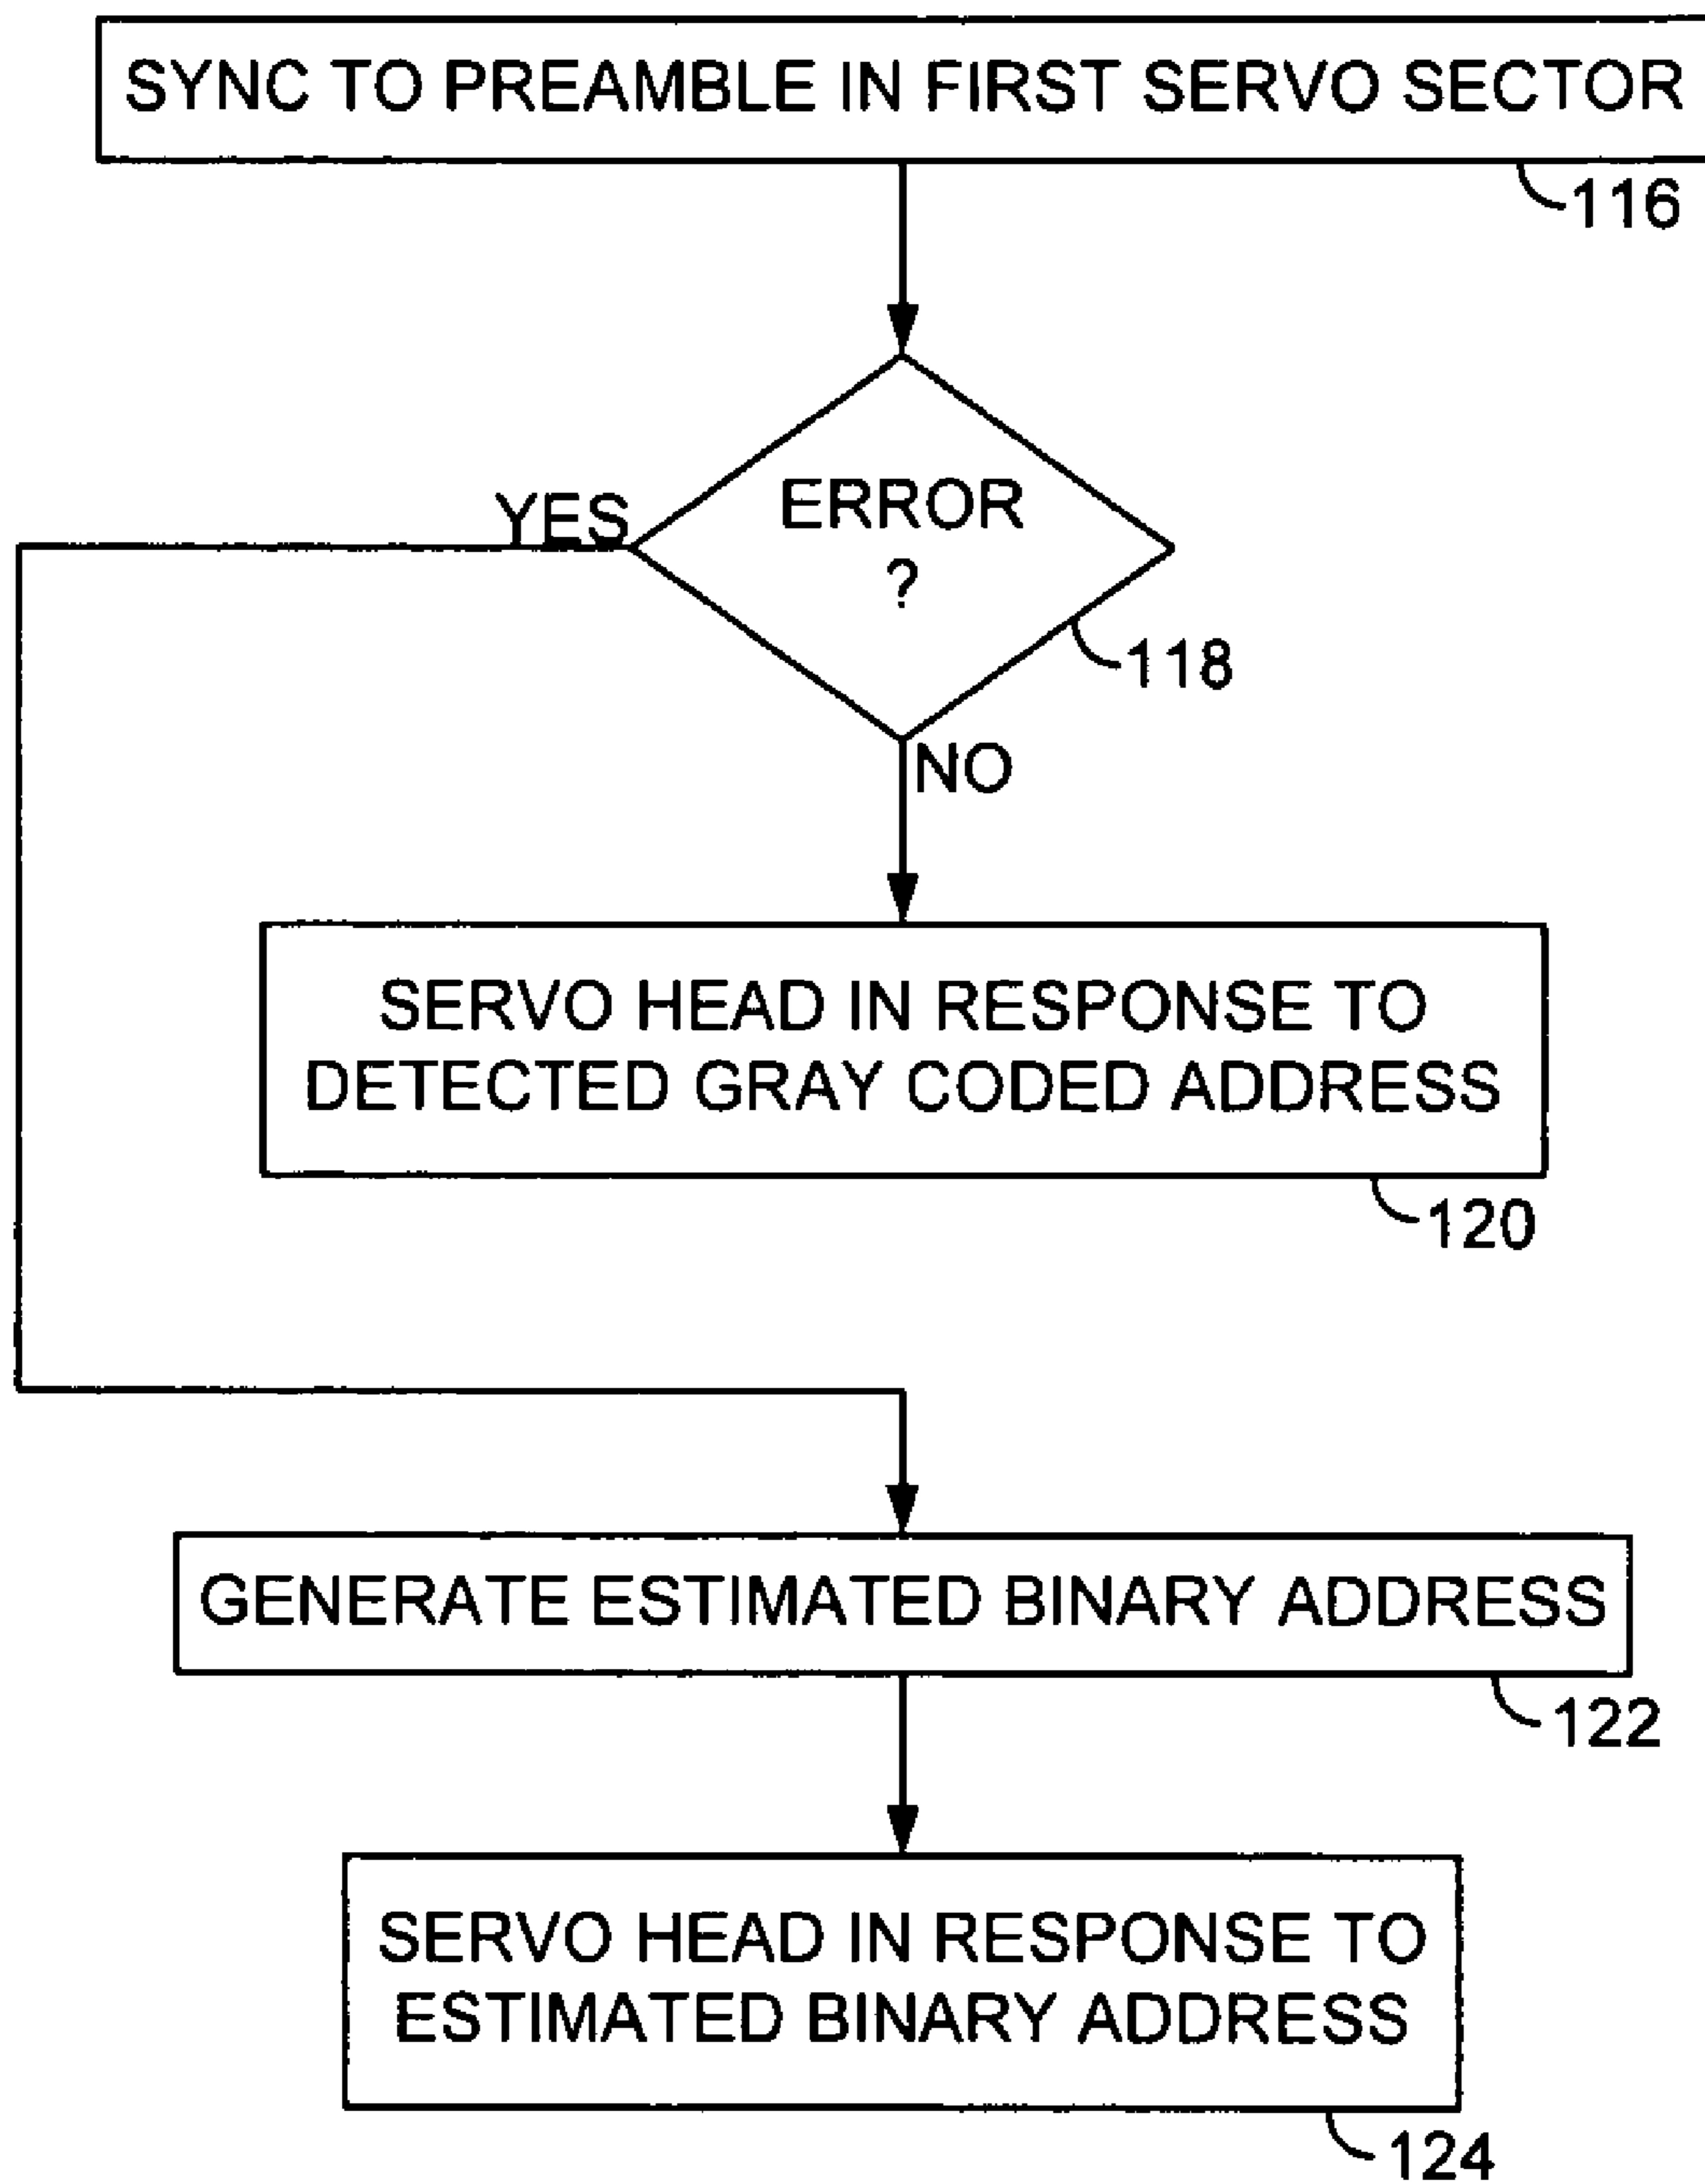 SYNC TO PREAMBLE IN FIRST SERVO SECTOR
116
ERROR
?
YES
118
NO
SERVO HEAD IN RESPONSE TO
DETECTED GRAY CODED ADDRESS
120
GENERATE ESTIMATED BINARY ADDRESS
122
SERVO HEAD IN RESPONSE TO
ESTIMATED BINARY ADDRESS
124